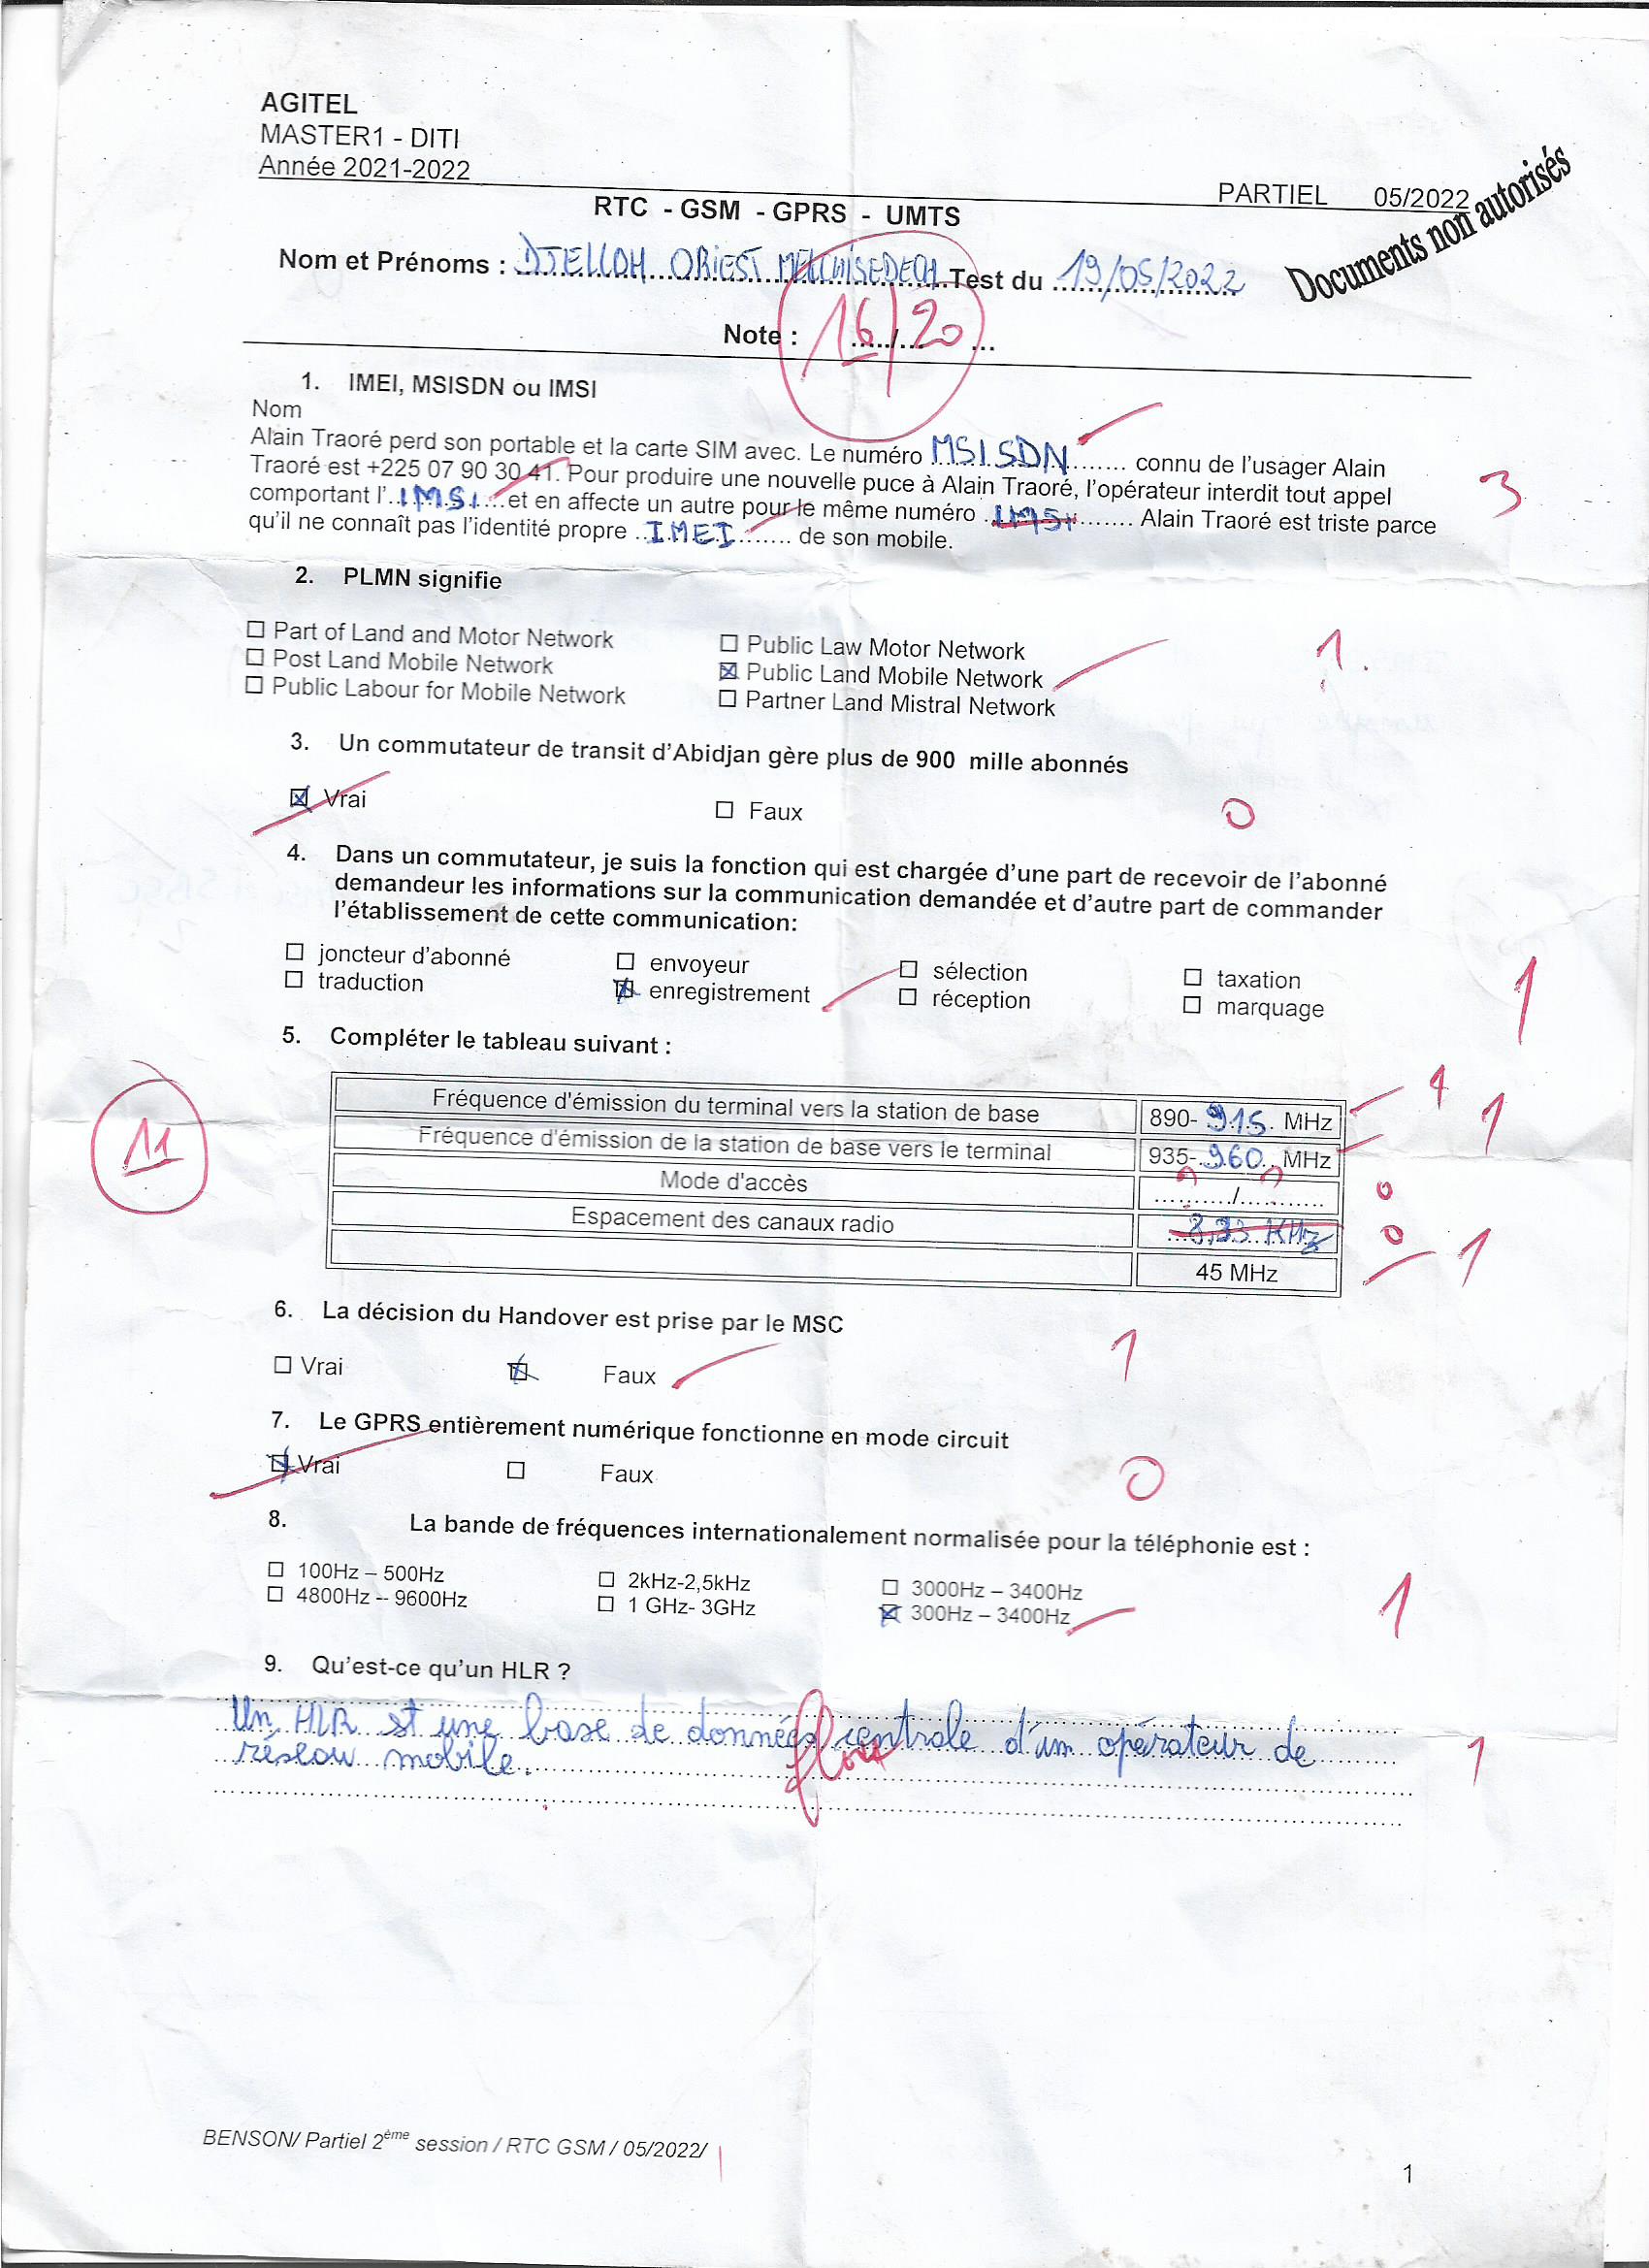 AGITEL
MASTER1 - DITI
Année 2021-2022
PARTIEL 05/2022
Documents non autorisés
RTC - GSM - GPRS - UMTS
Nom et Prénoms : DJELLOH ORIEST MELCHISEDECH Test du 19/05/2022
Note : 16/20
1. IMEI, MSISDN ou IMSI
Nom
Alain Traoré perd son portable et la carte SIM avec. Le numéro MSISDN connu de l'usager Alain
Traoré est +225 07 90 30 41. Pour produire une nouvelle puce à Alain Traoré, l'opérateur interdit tout appel
comportant l'IMSI et en affecte un autre pour le même numéro IMSI Alain Traoré est triste parce
qu'il ne connaît pas l'identité propre IMEI de son mobile.
3
2. PLMN signifie
☐ Part of Land and Motor Network ☐ Public Law Motor Network
☐ Post Land Mobile Network ☒ Public Land Mobile Network
☐ Public Labour for Mobile Network ☐ Partner Land Mistral Network
1
3. Un commutateur de transit d'Abidjan gère plus de 900 mille abonnés
☒ Vrai ☐ Faux 0
4. Dans un commutateur, je suis la fonction qui est chargée d'une part de recevoir de l'abonné
demandeur les informations sur la communication demandée et d'autre part de commander
l'établissement de cette communication:
☐ joncteur d'abonné ☐ envoyeur ☐ sélection ☐ taxation
☐ traduction ☒ enregistrement ☐ réception ☐ marquage
1
5. Compléter le tableau suivant :
Fréquence d'émission du terminal vers la station de base 890- 915 MHz 1
Fréquence d'émission de la station de base vers le terminal 935- 960 MHz 1
Mode d'accès ........../.......... 0
Espacement des canaux radio 3,33 KHz 0
45 MHz 1
11
6. La décision du Handover est prise par le MSC
☐ Vrai ☒ Faux 1
7. Le GPRS entièrement numérique fonctionne en mode circuit
☒ Vrai ☐ Faux 0
8. La bande de fréquences internationalement normalisée pour la téléphonie est :
☐ 100Hz – 500Hz ☐ 2kHz-2,5kHz ☐ 3000Hz – 3400Hz
☐ 4800Hz -- 9600Hz ☐ 1 GHz- 3GHz ☒ 300Hz – 3400Hz
1
9. Qu'est-ce qu'un HLR ?
Un HLR est une base de données centrale d'un opérateur de
réseau mobile.
flou
1
BENSON/ Partiel 2ème session / RTC GSM / 05/2022/
1